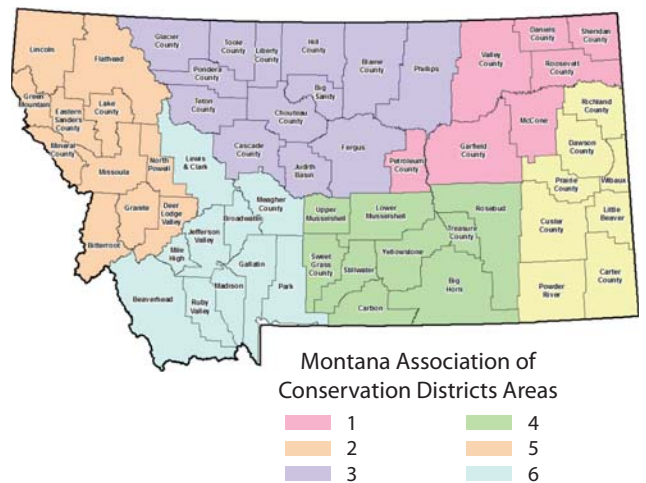 Lincoln
Flathead
Glacier
County
Toole
County
Liberty
County
Hill
County
Blaine
County
Phillips
Valley
County
Daniels
County
Sheridan
County
Roosevelt
County
Pondera
County
Green
Mountain
Eastern
Sanders
County
Lake
County
Teton
County
Big
Sandy
Chouteau
County
Richland
County
McCone
Garfield
County
Dawson
County
Mineral
County
Missoula
North
Powell
Lewis
& Clark
Cascade
County
Judith
Basin
Fergus
Petroleum
County
Prairie
County
Wibaux
Granite
Deer
Lodge
Valley
Bitterroot
Meagher
County
Broadwater
Jefferson
Valley
Mile
High
Gallatin
Upper
Musselshell
Lower
Musselshell
Rosebud
Treasure
County
Custer
County
Little
Beaver
Sweet
Grass
County
Stillwater
Yellowstone
Big
Horn
Carbon
Powder
River
Carter
County
Beaverhead
Ruby
Valley
Madison
Park
Montana Association of
Conservation Districts Areas
1
4
2
5
3
6